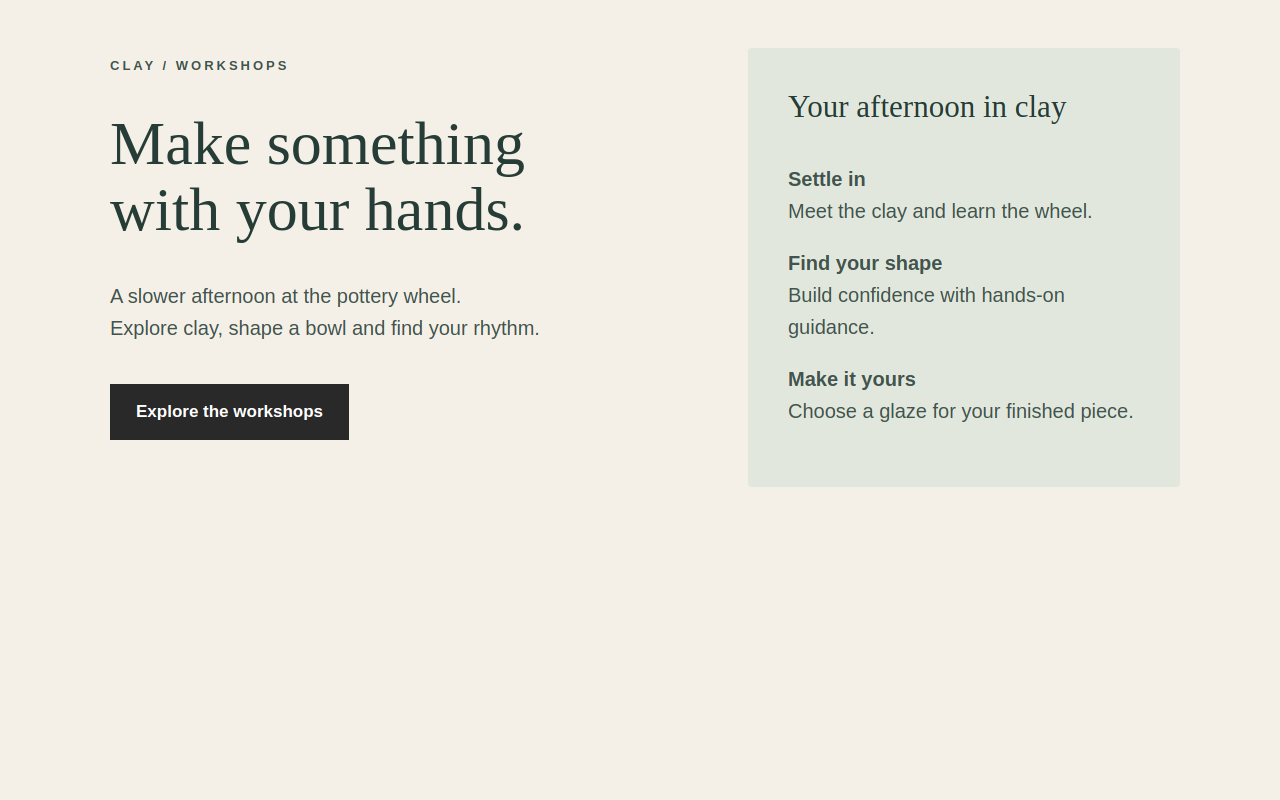 CLAY / WORKSHOPS
Make something
with your hands.
A slower afternoon at the pottery wheel.
Explore clay, shape a bowl and find your rhythm.
Explore the workshops
Your afternoon in clay
Settle in
Meet the clay and learn the wheel.
Find your shape
Build confidence with hands-on
guidance.
Make it yours
Choose a glaze for your finished piece.